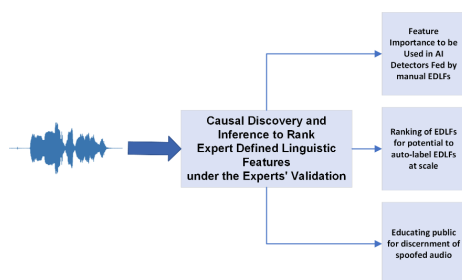 Causal Discovery and
Inference to Rank
Expert Defined Linguistic
Features
under the Experts' Validation
Feature
Importance to be
Used in AI
Detectors Fed by
manual EDLFs
Ranking of EDLFs
for potential to
auto-label EDLFs
at scale
Educating public
for discernment of
spoofed audio